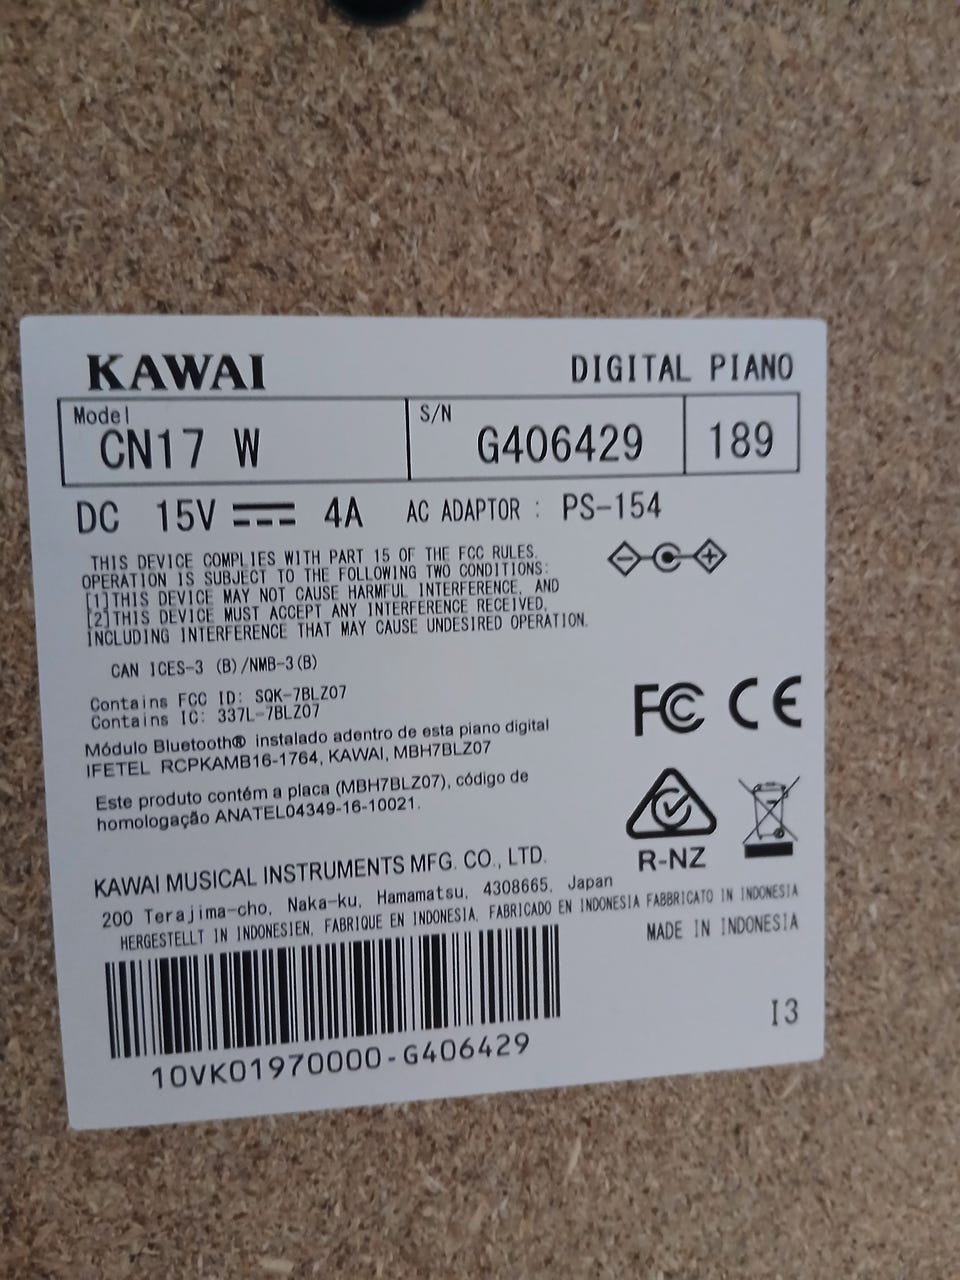 KAWAI DIGITAL PIANO
Model S/N
CN17 W G406429 189
DC 15V 4A AC ADAPTOR : PS-154
THIS DEVICE COMPLIES WITH PART 15 OF THE FCC RULES.
OPERATION IS SUBJECT TO THE FOLLOWING TWO CONDITIONS:
[1]THIS DEVICE MAY NOT CAUSE HARMFUL INTERFERENCE, AND
[2]THIS DEVICE MUST ACCEPT ANY INTERFERENCE RECEIVED,
INCLUDING INTERFERENCE THAT MAY CAUSE UNDESIRED OPERATION.
CAN ICES-3 (B)/NMB-3(B)
Contains FCC ID: SQK-7BLZ07
Contains IC: 337L-7BLZ07
FC CE
Módulo Bluetooth® instalado adentro de esta piano digital
IFETEL RCPKAMB16-1764, KAWAI, MBH7BLZ07
Este produto contém a placa (MBH7BLZ07), código de
homologação ANATEL04349-16-10021.
R-NZ
KAWAI MUSICAL INSTRUMENTS MFG. CO., LTD.
200 Terajima-cho, Naka-ku, Hamamatsu, 4308665, Japan
HERGESTELLT IN INDONESIEN, FABRIQUE EN INDONESIA, FABRICADO EN INDONESIA FABBRICATO IN INDONESIA
MADE IN INDONESIA
I3
10VK01970000-G406429